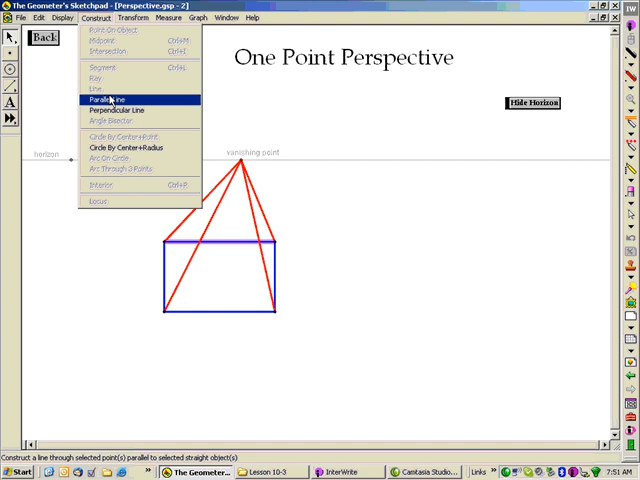 The Geometer's Sketchpad - [Perspective.gsp - 2]
File Edit Display Construct Transform Measure Graph Window Help
Back
Point On Object
Midpoint Ctrl+M
Intersection Ctrl+I
Segment Ctrl+L
Ray
Line
Parallel Line
Perpendicular Line
Angle Bisector
Circle By Center+Point
Circle By Center+Radius
Arc On Circle
Arc Through 3 Points
Interior Ctrl+P
Locus
One Point Perspective
Hide Horizon
horizon
vanishing point
Construct a line through selected point(s) parallel to selected straight object(s)
Start
The Geometer's...
Lesson 10-3
InterWrite
Camtasia Studio...
Links
7:51 AM